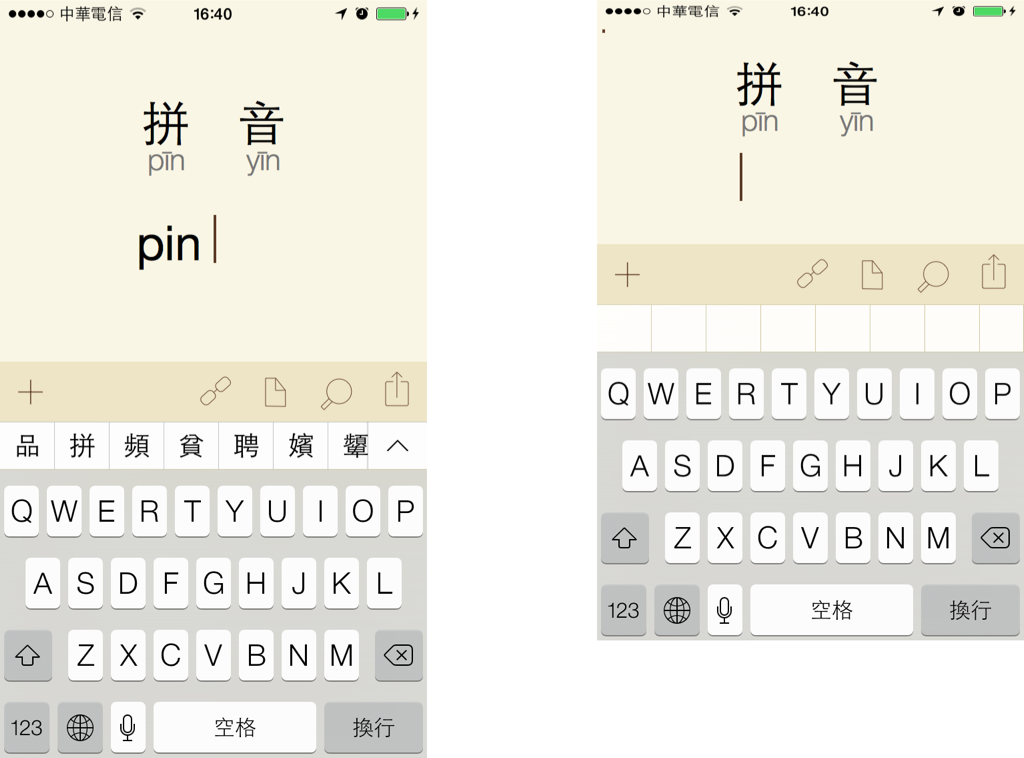 中華電信 16:40
拼 音
pīn yīn
pin
品 拼 頻 貧 聘 嬪 顰
Q W E R T Y U I O P
A S D F G H J K L
Z X C V B N M
123 空格 換行
中華電信 16:40
拼 音
pīn yīn
Q W E R T Y U I O P
A S D F G H J K L
Z X C V B N M
123 空格 換行